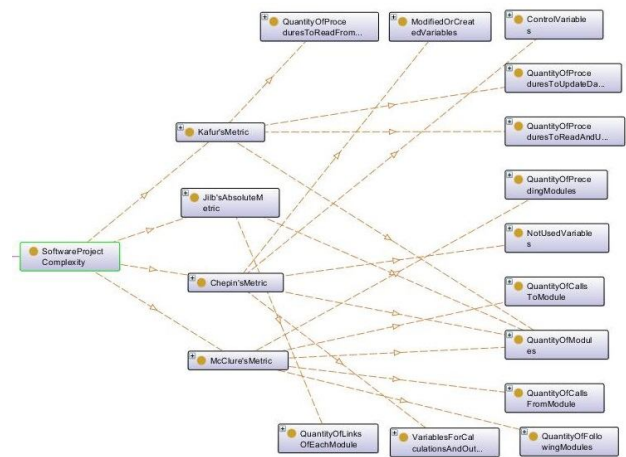 QuantityOfProce
duresToReadFrom...
ModifiedOrCreat
edVariables
ControlVariable
s
QuantityOfProce
duresToUpdateDa...
Kafur'sMetric
QuantityOfProce
duresToReadAndU...
QuantityOfPrece
dingModules
Jilb'sAbsoluteM
etric
NotUsedVariable
s
SoftwareProject
Complexity
Chepin'sMetric
QuantityOfCalls
ToModule
QuantityOfModul
es
McClure'sMetric
QuantityOfCalls
FromModule
QuantityOfLinks
OfEachModule
VariablesForCal
culationsAndOut...
QuantityOfFollo
wingModules